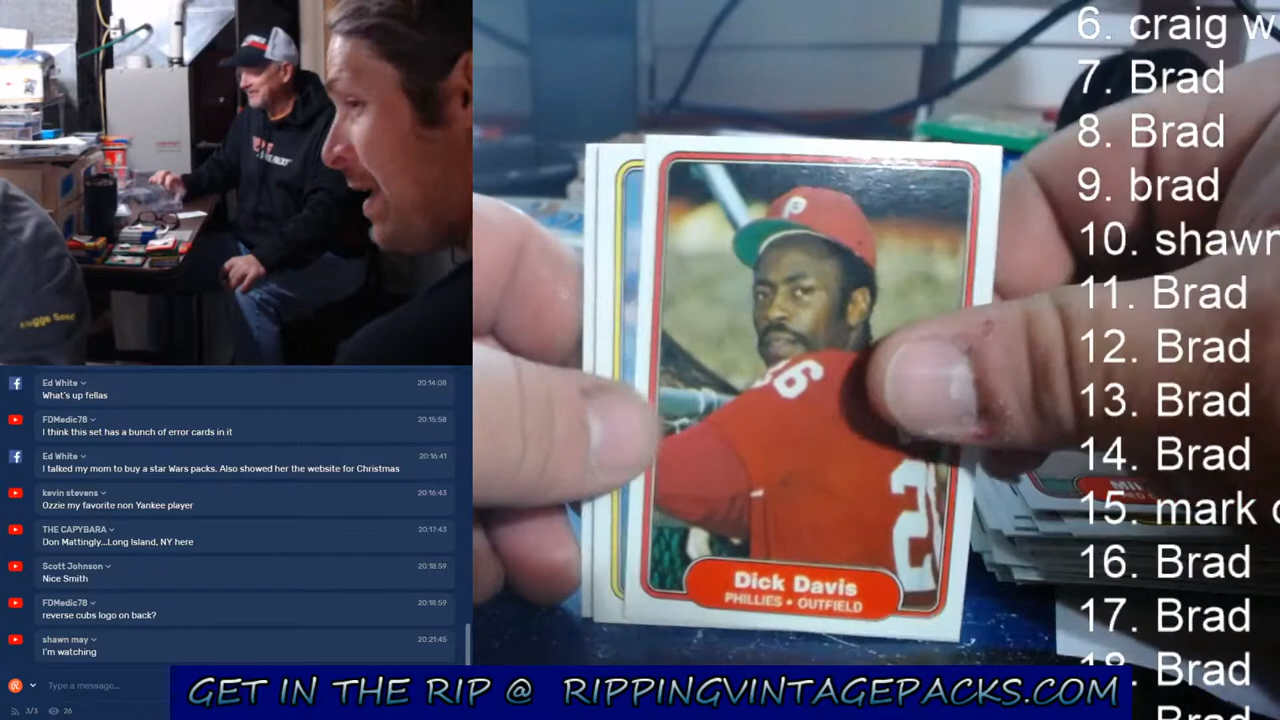 Ed White
20:14:08
What's up fellas
FDMedic78
20:15:58
I think this set has a bunch of error cards in it
Ed White
20:16:41
I talked my mom to buy a star Wars packs. Also showed her the website for Christmas
kevin stevens
20:16:43
Ozzie my favorite non Yankee player
THE CAPYBARA
20:17:43
Don Mattingly...Long Island, NY here
Scott Johnson
20:18:59
Nice Smith
FDMedic78
20:18:59
reverse cubs logo on back?
shawn may
20:21:45
I'm watching
Type a message...
3/3
26
P
26
2
Dick Davis
PHILLIES • OUTFIELD
6. craig w
7. Brad
8. Brad
9. brad
10. shawn
11. Brad
12. Brad
13. Brad
14. Brad
15. mark
16. Brad
17. Brad
18. Brad
GET IN THE RIP @ RIPPINGVINTAGEPACKS.COM